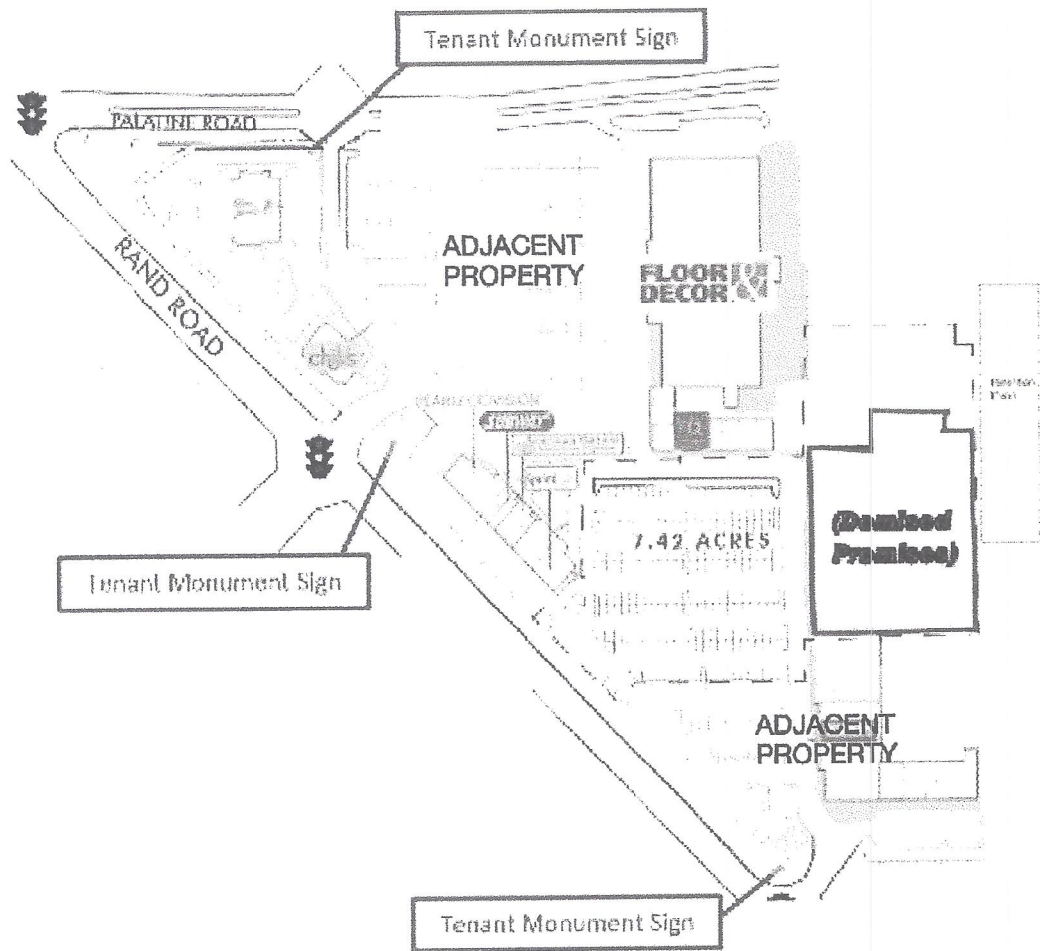 Tenant Monument Sign
PALATINE ROAD
RAND ROAD
ADJACENT
PROPERTY
FLOOR &
DECOR
chili's
7.42 ACRES
(Demised
Premises)
Tenant Monument Sign
ADJACENT
PROPERTY
Tenant Monument Sign